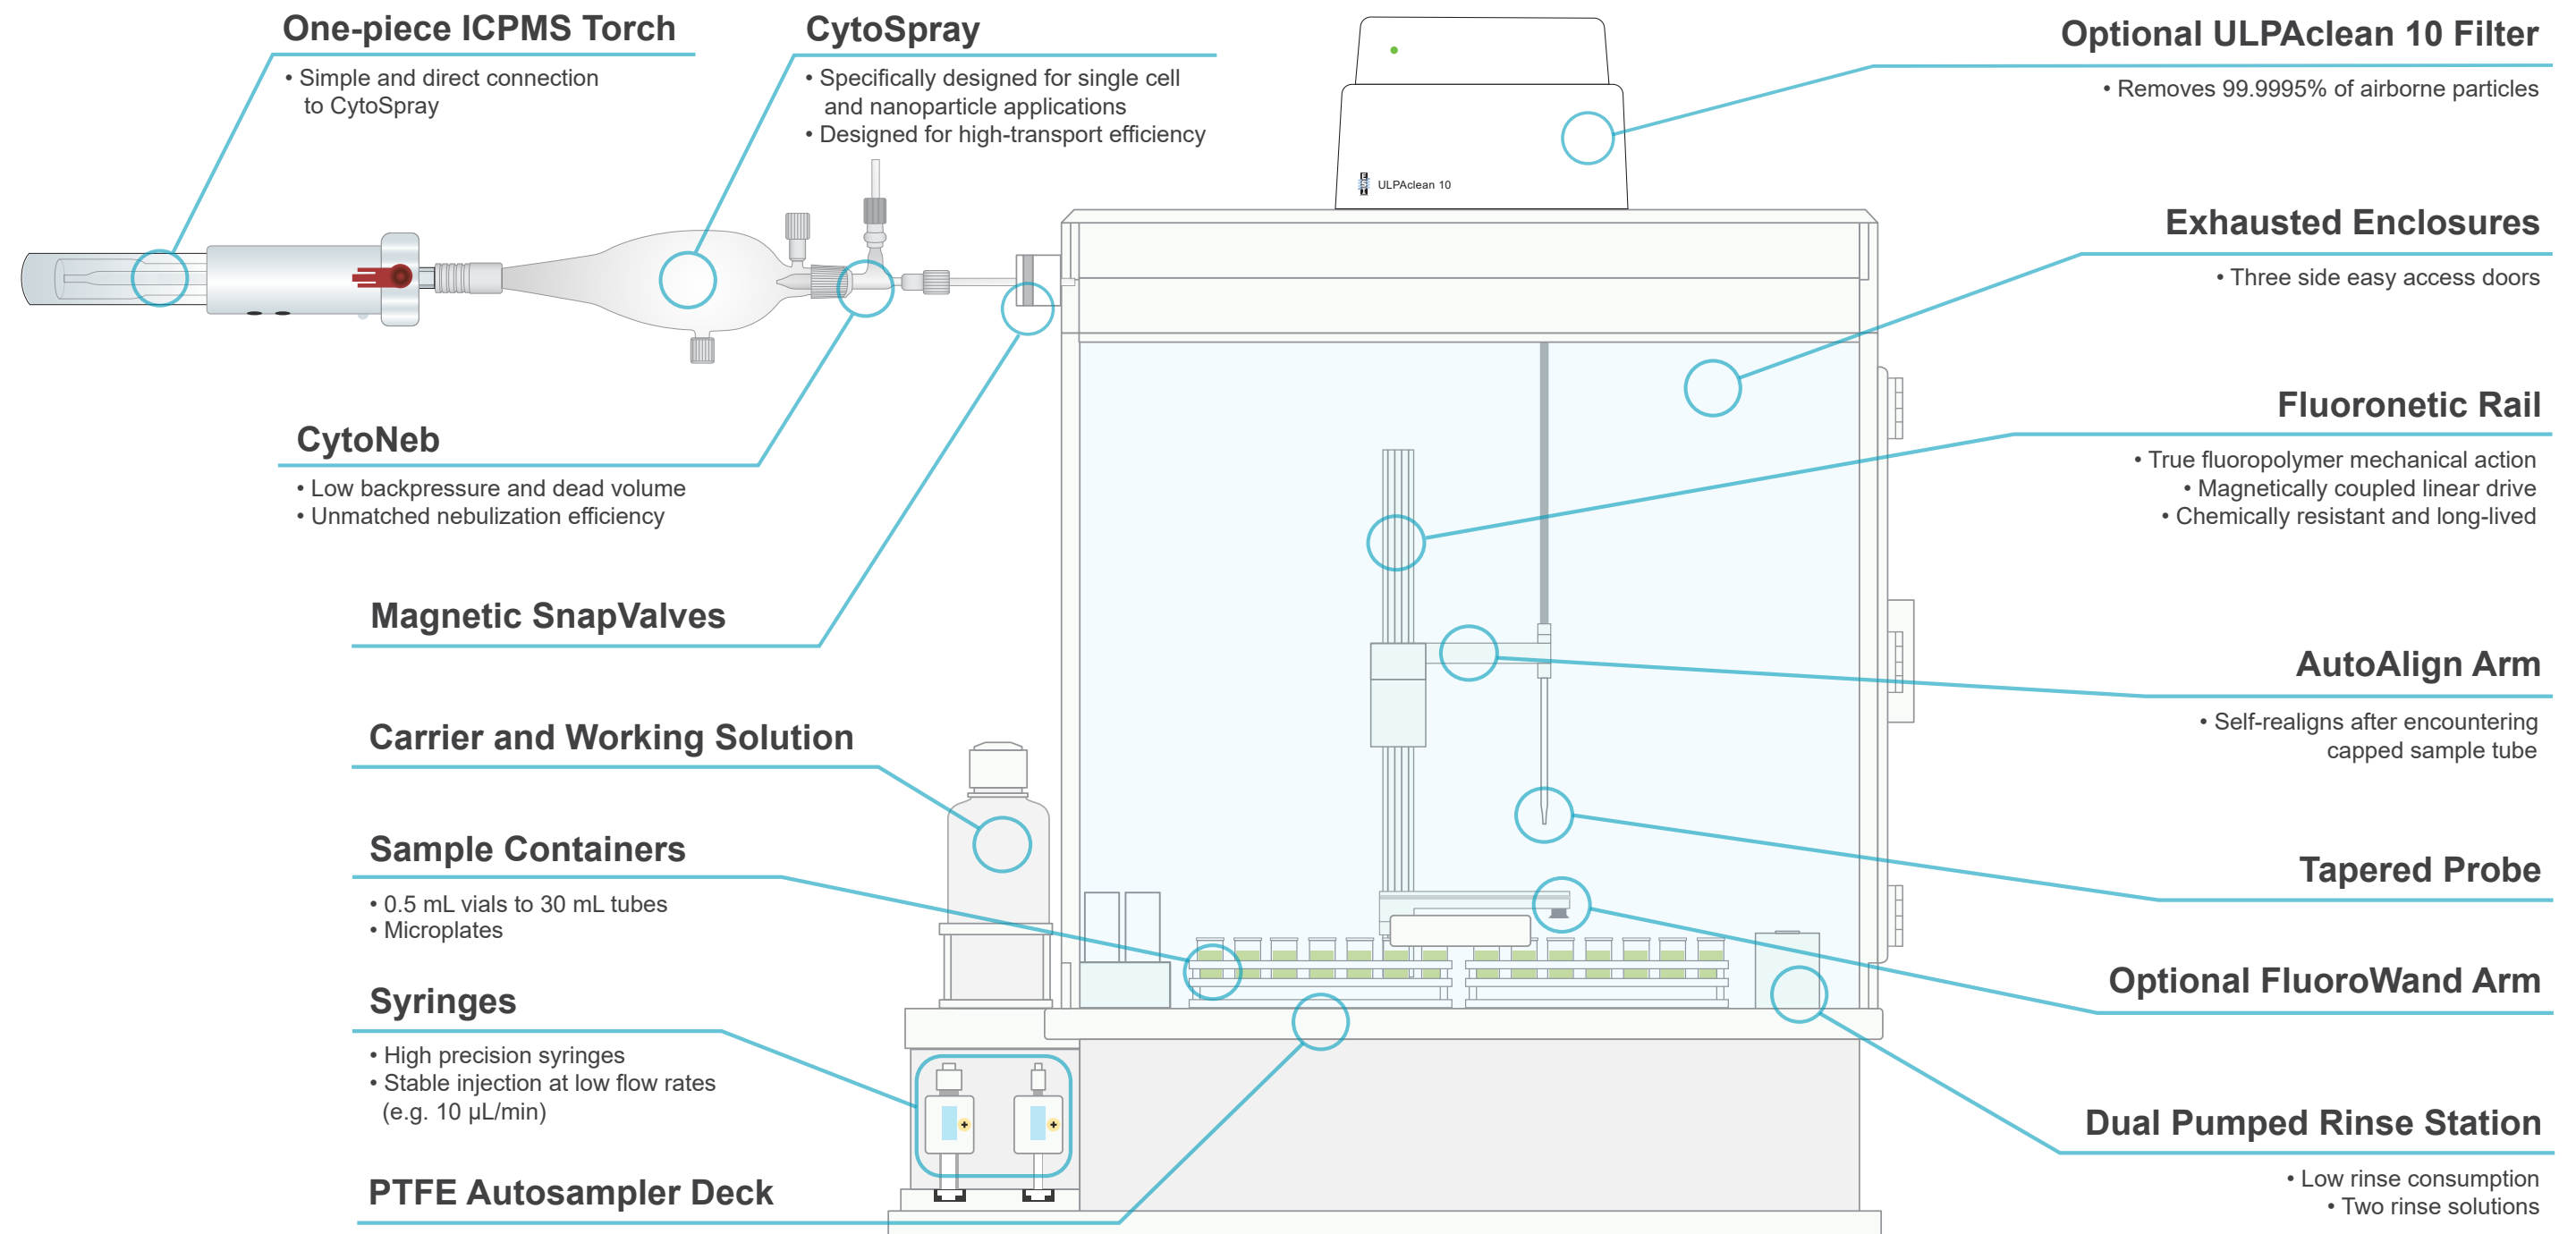 One-piece ICPMS Torch
• Simple and direct connection
to CytoSpray
CytoSpray
• Specifically designed for single cell
and nanoparticle applications
• Designed for high-transport efficiency
Optional ULPAclean 10 Filter
• Removes 99.9995% of airborne particles
ESI
ULPAclean 10
Exhausted Enclosures
• Three side easy access doors
CytoNeb
• Low backpressure and dead volume
• Unmatched nebulization efficiency
Fluoronetic Rail
• True fluoropolymer mechanical action
• Magnetically coupled linear drive
• Chemically resistant and long-lived
Magnetic SnapValves
AutoAlign Arm
• Self-realigns after encountering
capped sample tube
Carrier and Working Solution
Sample Containers
• 0.5 mL vials to 30 mL tubes
• Microplates
Tapered Probe
Optional FluoroWand Arm
Syringes
• High precision syringes
• Stable injection at low flow rates
(e.g. 10 µL/min)
Dual Pumped Rinse Station
• Low rinse consumption
• Two rinse solutions
PTFE Autosampler Deck